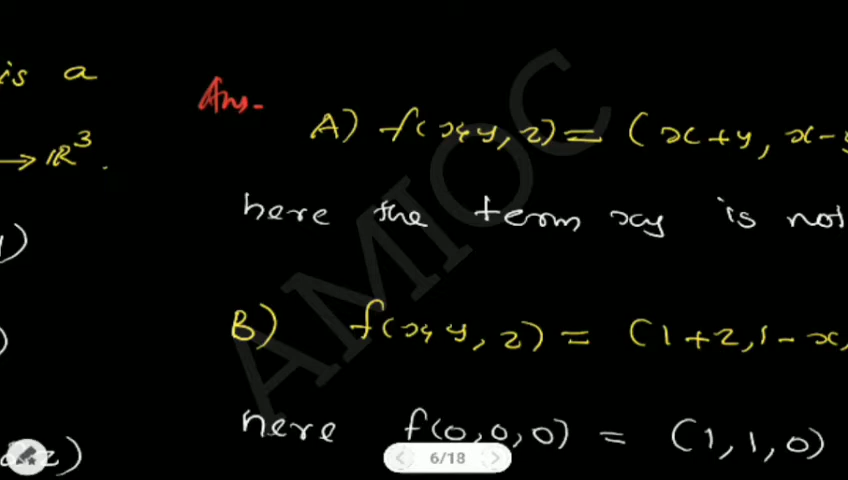 is a
→ ℝ³.
)
)
z)
Ans.
A) f(x,y,z) = (x+y, x-y
here the term xy is not
B) f(x,y,z) = (1+z, 1-x,
here f(0,0,0) = (1,1,0)
AMIOC
6/18